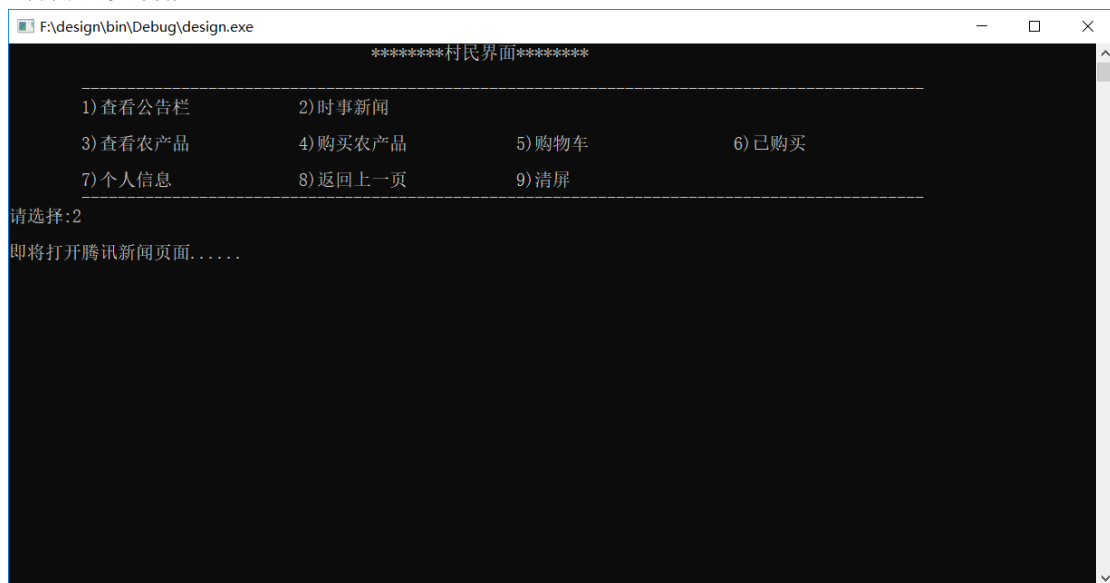 F:\design\bin\Debug\design.exe
********村民界面********
1)查看公告栏 2)时事新闻
3)查看农产品 4)购买农产品 5)购物车 6)已购买
7)个人信息 8)返回上一页 9)清屏
请选择:2
即将打开腾讯新闻页面......